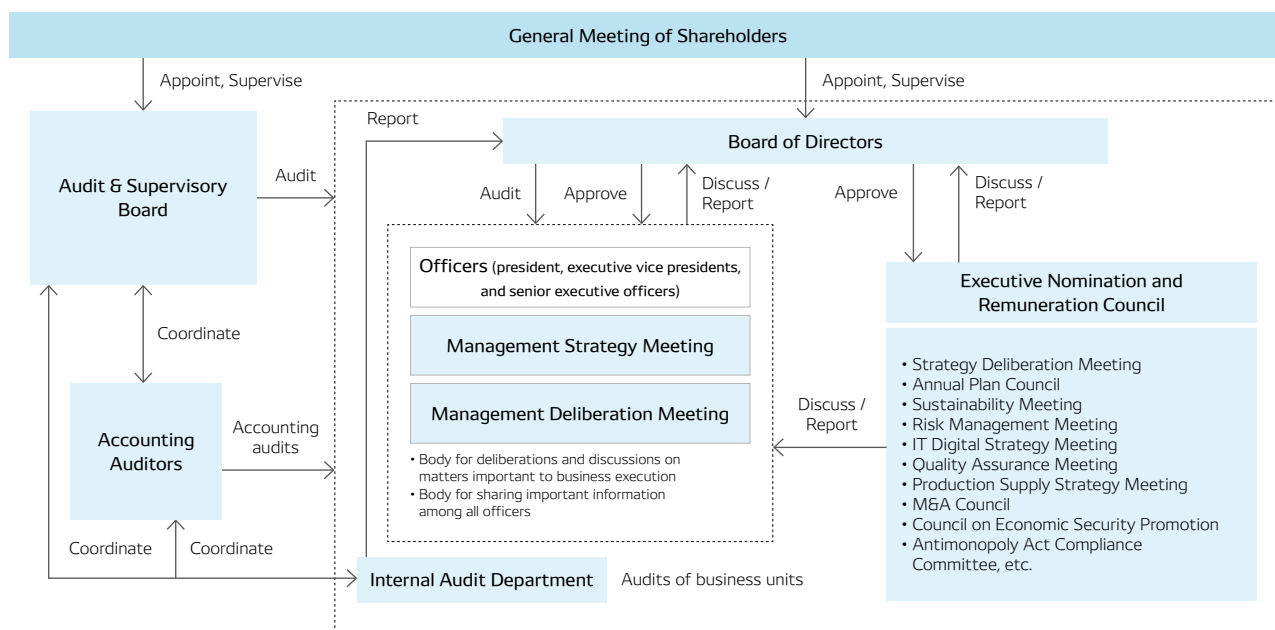 General Meeting of Shareholders
Appoint, Supervise
Appoint, Supervise
Report
Board of Directors
Audit & Supervisory
Board
Audit
Audit
Approve
Discuss /
Report
Approve
Discuss /
Report
Officers (president, executive vice presidents,
and senior executive officers)
Management Strategy Meeting
Management Deliberation Meeting
• Body for deliberations and discussions on
matters important to business execution
• Body for sharing important information
among all officers
Executive Nomination and
Remuneration Council
Coordinate
Accounting
Auditors
Accounting
audits
Discuss /
Report
• Strategy Deliberation Meeting
• Annual Plan Council
• Sustainability Meeting
• Risk Management Meeting
• IT Digital Strategy Meeting
• Quality Assurance Meeting
• Production Supply Strategy Meeting
• M&A Council
• Council on Economic Security Promotion
• Antimonopoly Act Compliance
Committee, etc.
Coordinate
Coordinate
Internal Audit Department
Audits of business units